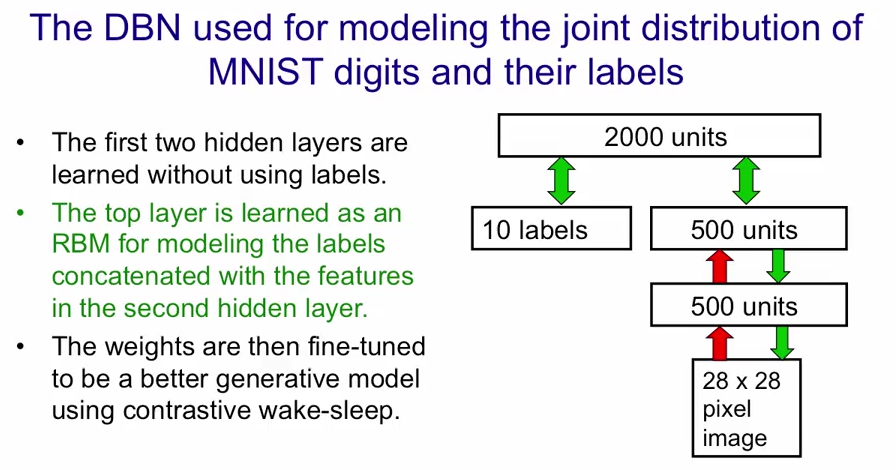 The DBN used for modeling the joint distribution of
MNIST digits and their labels
• The first two hidden layers are
learned without using labels.
• The top layer is learned as an
RBM for modeling the labels
concatenated with the features
in the second hidden layer.
• The weights are then fine-tuned
to be a better generative model
using contrastive wake-sleep.
2000 units
10 labels
500 units
500 units
28 x 28
pixel
image